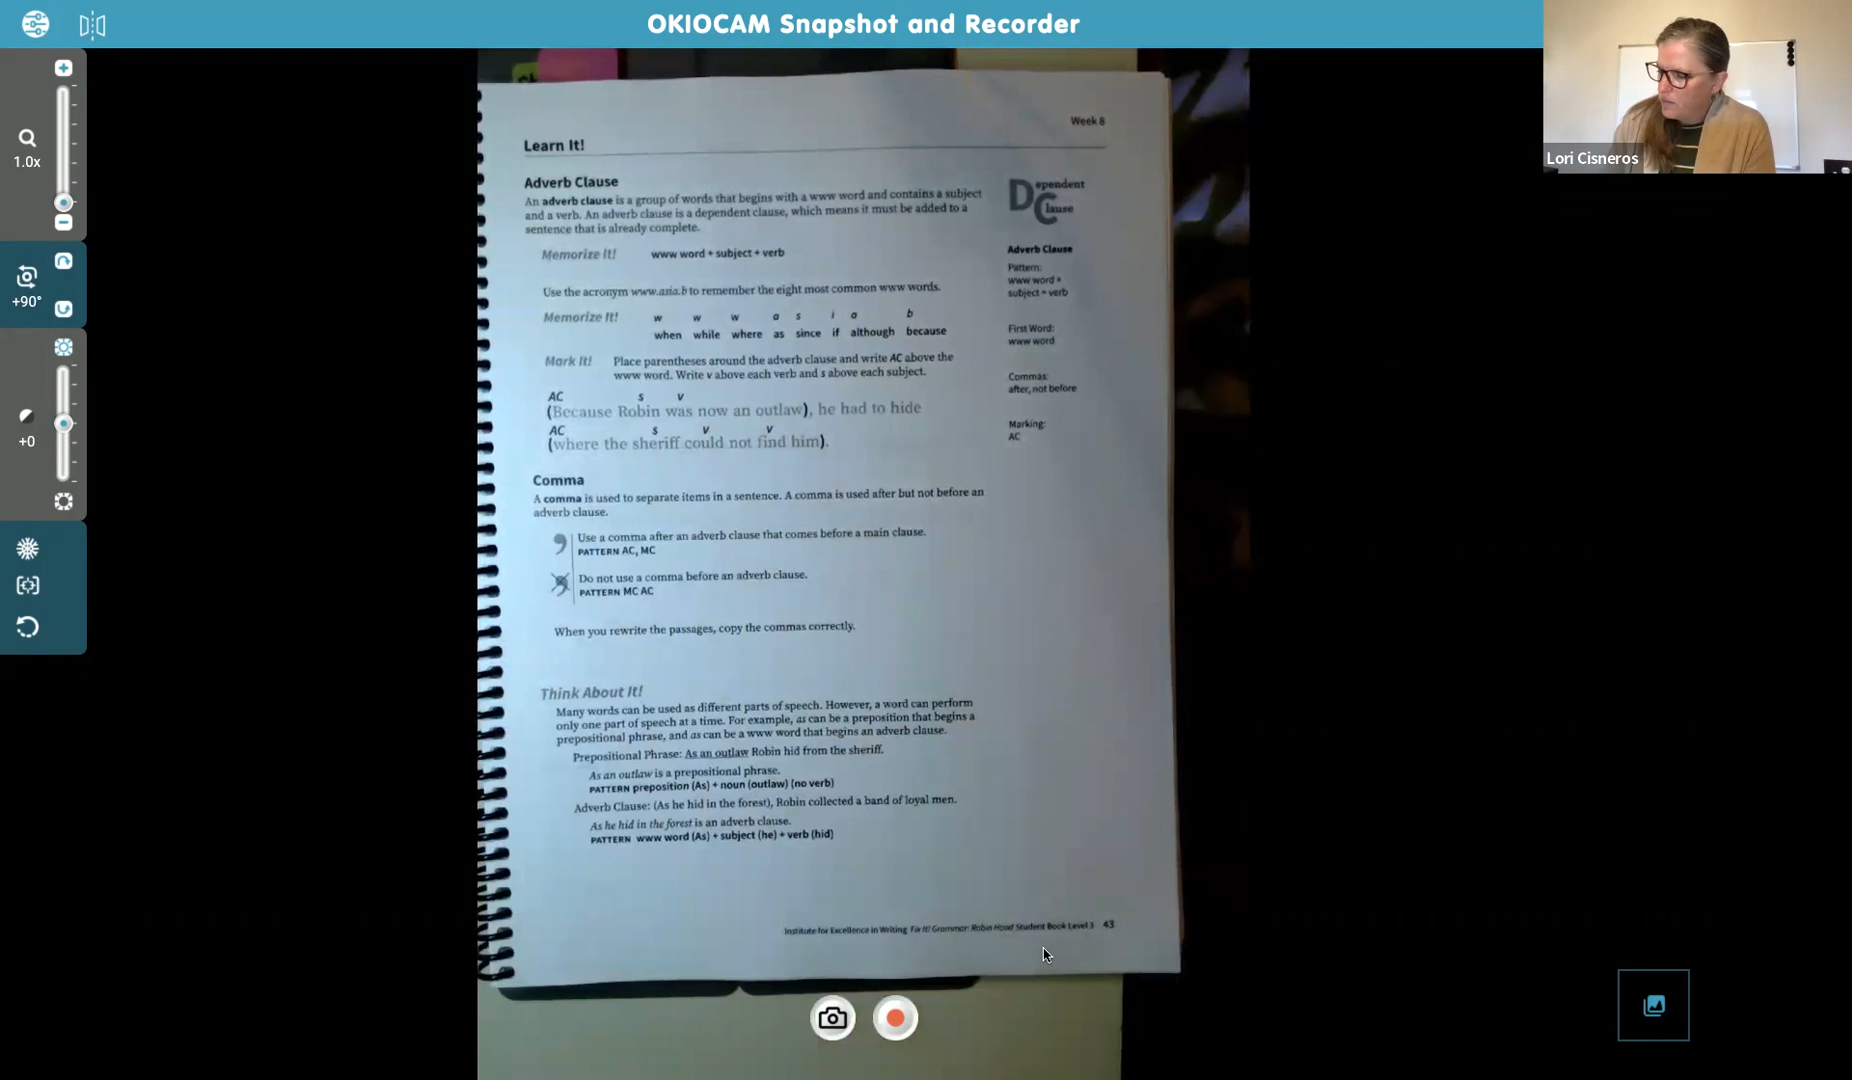 OKIOCAM Snapshot and Recorder
1.0x
+90°
+0
Lori Cisneros
Week 8
Learn It!
Adverb Clause
An adverb clause is a group of words that begins with a www word and contains a subject
and a verb. An adverb clause is a dependent clause, which means it must be added to a
sentence that is already complete.
Memorize It! www word + subject + verb
Use the acronym www.asia.b to remember the eight most common www words.
Memorize It! w w w a s i a b
when while where as since if although because
Mark It! Place parentheses around the adverb clause and write AC above the
www word. Write v above each verb and s above each subject.
AC s v
(Because Robin was now an outlaw), he had to hide
AC s v v
(where the sheriff could not find him).
Comma
A comma is used to separate items in a sentence. A comma is used after but not before an
adverb clause.
Use a comma after an adverb clause that comes before a main clause.
PATTERN AC, MC
Do not use a comma before an adverb clause.
PATTERN MC AC
When you rewrite the passages, copy the commas correctly.
Think About It!
Many words can be used as different parts of speech. However, a word can perform
only one part of speech at a time. For example, as can be a preposition that begins a
prepositional phrase, and as can be a www word that begins an adverb clause.
Prepositional Phrase: As an outlaw Robin hid from the sheriff.
As an outlaw is a prepositional phrase.
PATTERN preposition (As) + noun (outlaw) (no verb)
Adverb Clause: (As he hid in the forest), Robin collected a band of loyal men.
As he hid in the forest is an adverb clause.
PATTERN www word (As) + subject (he) + verb (hid)
Dependent
Clause
Adverb Clause
Pattern:
www word +
subject + verb
First Word:
www word
Commas:
after, not before
Marking:
AC
Institute for Excellence in Writing Fix It! Grammar: Robin Hood Student Book Level 3 43